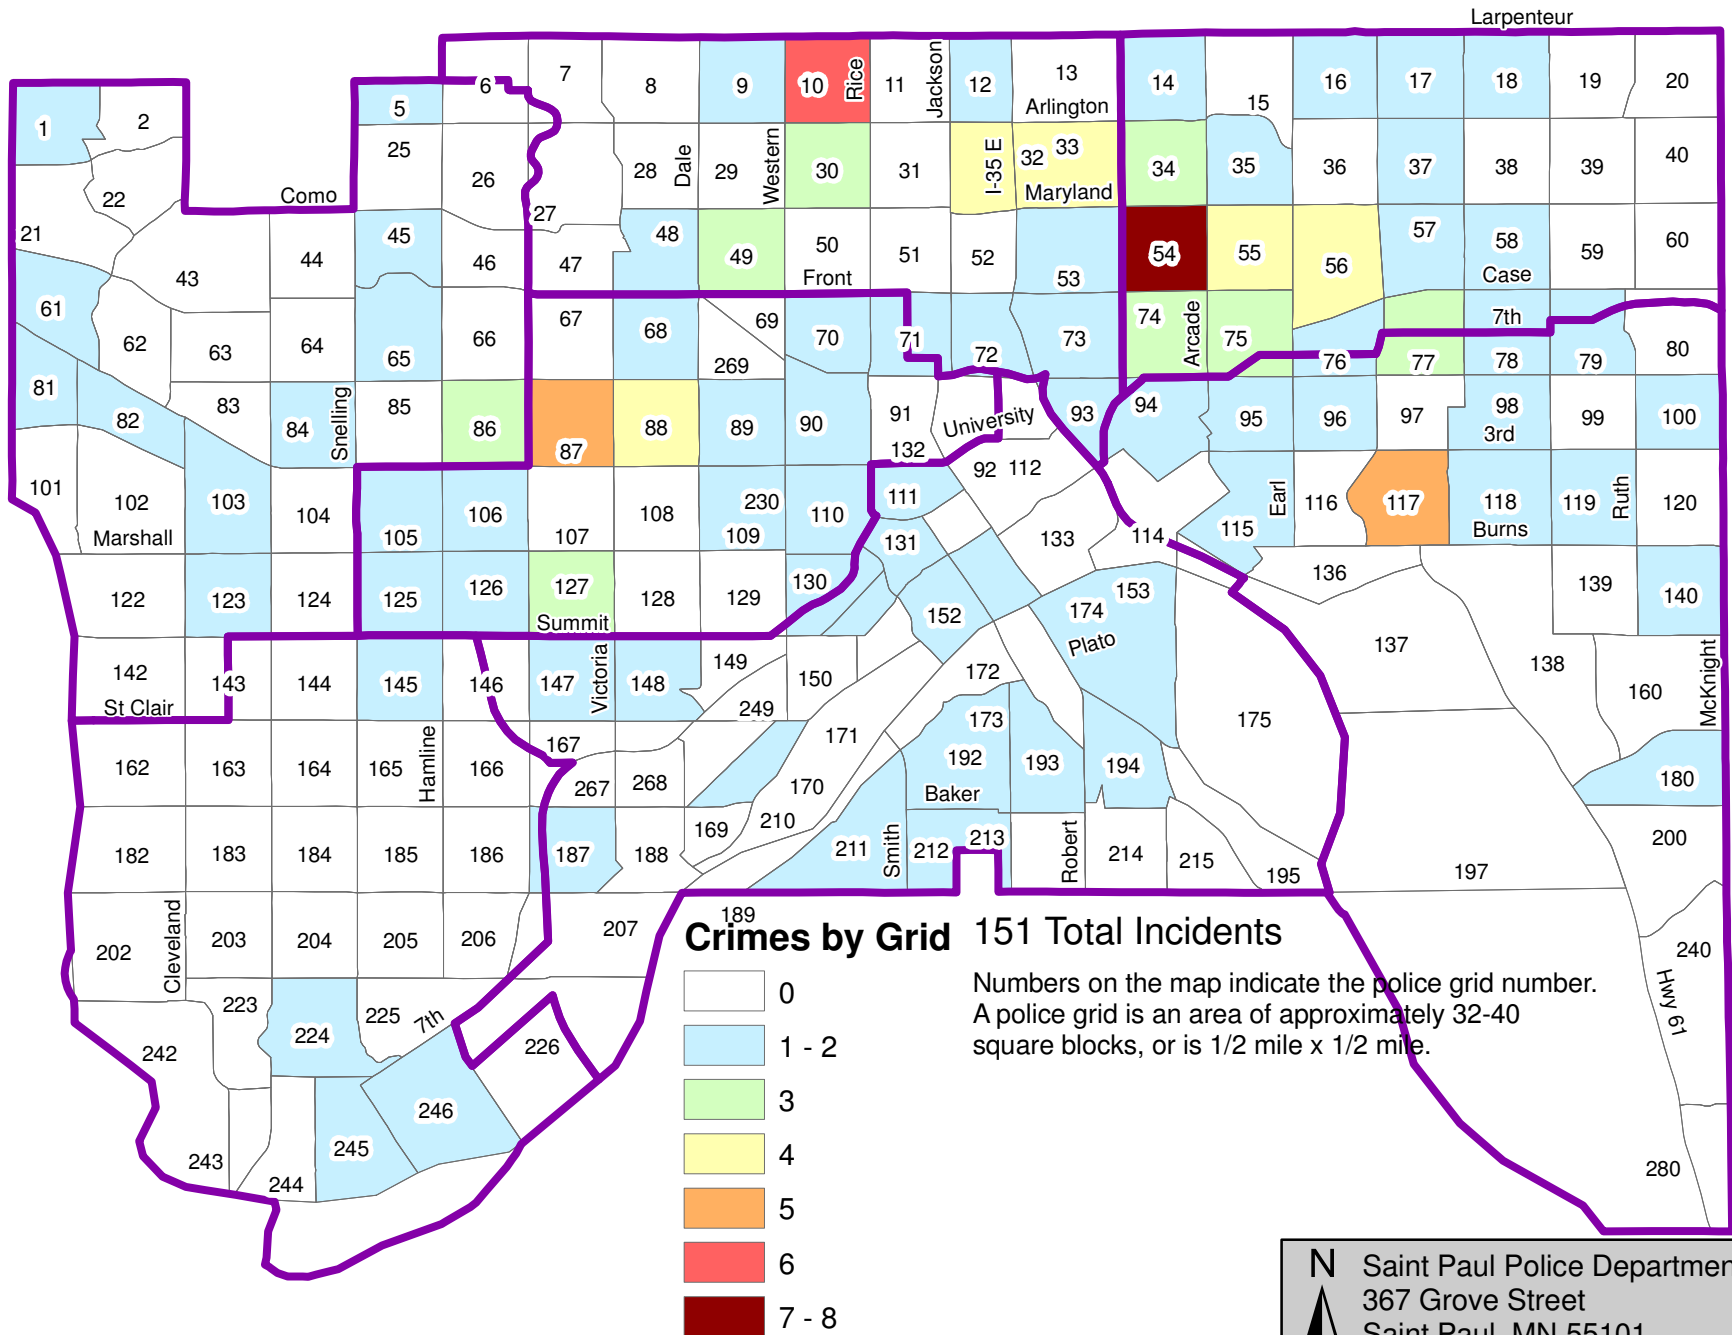 Larpenteur
6 7 8 9 10 Rice 11 Jackson 12 13 14 15 16 17 18 19 20
Arlington
1 2 5
25 26 27 28 Dale 29 Western 30 31 I-35 E 32 33 34 35 36 37 38 39 40
Maryland
Como
21 22
43 44 45 46 47 48 49 50 51 52 53 54 55 56 57 58 59 60
Front
Case
61 62 63 64 65 66 67 68 69 269 70 71 72 73 74 Arcade 75 76 77 78 79 80
7th
81 82 83 84 Snelling 85 86 87 88 89 90 91 University 93 94 95 96 97 98 99 100
3rd
132 92 112
101 102 103 104 105 106 107 108 230 109 110 111 131 133 114 115 Earl 116 117 118 119 Ruth 120
Marshall
Burns
122 123 124 125 126 127 128 129 130 152 174 153 136 137 139 140
Summit
Plato
142 143 144 145 146 147 Victoria 148 149 249 150 172 173 175 138 160 McKnight
St Clair
162 163 164 165 Hamline 166 167 267 268 171 170 192 193 194 180
Baker
182 183 184 185 186 187 188 169 210 211 Smith 212 213 Robert 214 215 195 197 200
202 Cleveland 203 204 205 206 207 189 240
223 224 225 7th 226 Hwy 61
242 243 244 245 246 280
Crimes by Grid
0
1 - 2
3
4
5
6
7 - 8
151 Total Incidents
Numbers on the map indicate the police grid number.
A police grid is an area of approximately 32-40
square blocks, or is 1/2 mile x 1/2 mile.
N
Saint Paul Police Departmen
367 Grove Street
Saint Paul, MN 55101